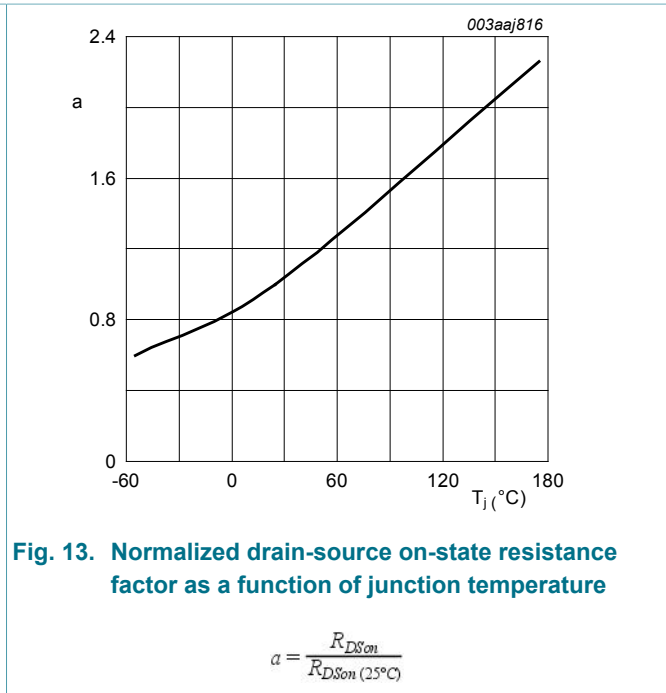 003aaj816
2.4
a
1.6
0.8
0
-60 0 60 120 180
Tj (°C)
Fig. 13. Normalized drain-source on-state resistance
factor as a function of junction temperature
a = RDSon / RDSon (25°C)